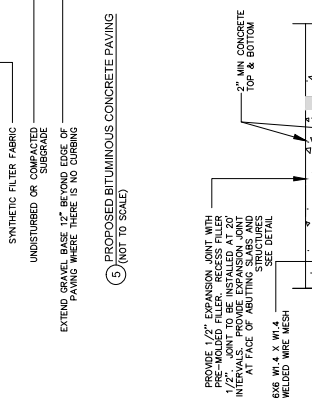 SYNTHETIC FILTER FABRIC
UNDISTURBED OR COMPACTED
SUBGRADE
EXTEND GRAVEL BASE 12" BEYOND EDGE OF
PAVING WHERE THERE IS NO CURBING
5 PROPOSED BITUMINOUS CONCRETE PAVING
(NOT TO SCALE)
PROVIDE 1/2" EXPANSION JOINT WITH
PRE-MOLDED FILLER. RECESS FILLER
1/2". JOINT TO BE INSTALLED AT 20'
INTERVALS. PROVIDE EXPANSION JOINT
AT FACE OF ABUTTING SLABS AND
STRUCTURES
SEE DETAIL
2" MIN CONCRETE
TOP & BOTTOM
6X6 W1.4 X W1.4
WELDED WIRE MESH